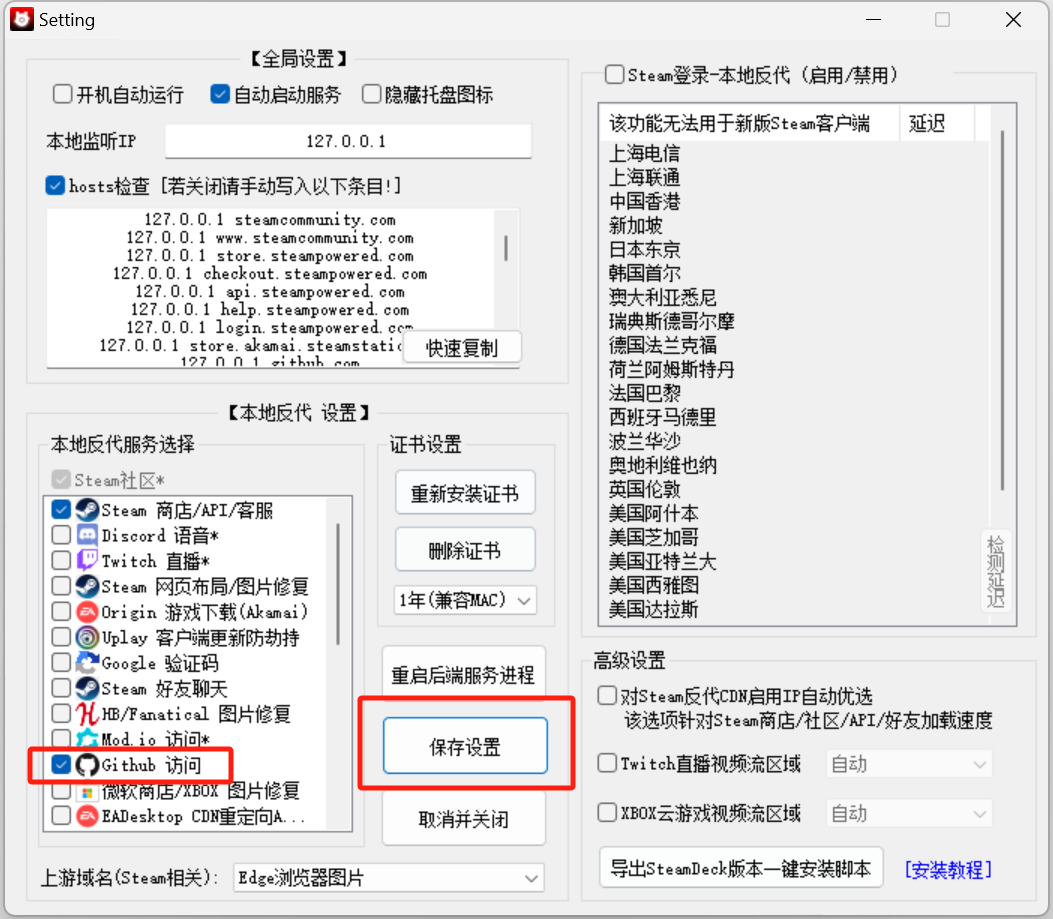 Setting
【全局设置】
开机自动运行
自动启动服务
隐藏托盘图标
本地监听IP
127.0.0.1
hosts检查 [若关闭请手动写入以下条目!]
127.0.0.1 steamcommunity.com
127.0.0.1 www.steamcommunity.com
127.0.0.1 store.steampowered.com
127.0.0.1 checkout.steampowered.com
127.0.0.1 api.steampowered.com
127.0.0.1 help.steampowered.com
127.0.0.1 login.steampowered.com
127.0.0.1 store.akamai.steamstatic
127.0.0.1 github.com
快速复制
【本地反代 设置】
本地反代服务选择
Steam社区*
Steam 商店/API/客服
Discord 语音*
Twitch 直播*
Steam 网页布局/图片修复
Origin 游戏下载(Akamai)
Uplay 客户端更新防劫持
Google 验证码
Steam 好友聊天
HB/Fanatical 图片修复
Mod.io 访问*
Github 访问
微软商店/XBOX 图片修复
EADesktop CDN重定向A...
证书设置
重新安装证书
删除证书
1年(兼容MAC)
重启后端服务进程
保存设置
取消并关闭
上游域名(Steam相关):
Edge浏览器图片
Steam登录-本地反代 (启用/禁用)
该功能无法用于新版Steam客户端
延迟
上海电信
上海联通
中国香港
新加坡
日本东京
韩国首尔
澳大利亚悉尼
瑞典斯德哥尔摩
德国法兰克福
荷兰阿姆斯特丹
法国巴黎
西班牙马德里
波兰华沙
奥地利维也纳
英国伦敦
美国阿什本
美国芝加哥
美国亚特兰大
美国西雅图
美国达拉斯
检测延迟
高级设置
对Steam反代CDN启用IP自动优选
该选项针对Steam商店/社区/API/好友加载速度
Twitch直播视频流区域
自动
XBOX云游戏视频流区域
自动
导出SteamDeck版本一键安装脚本
[安装教程]